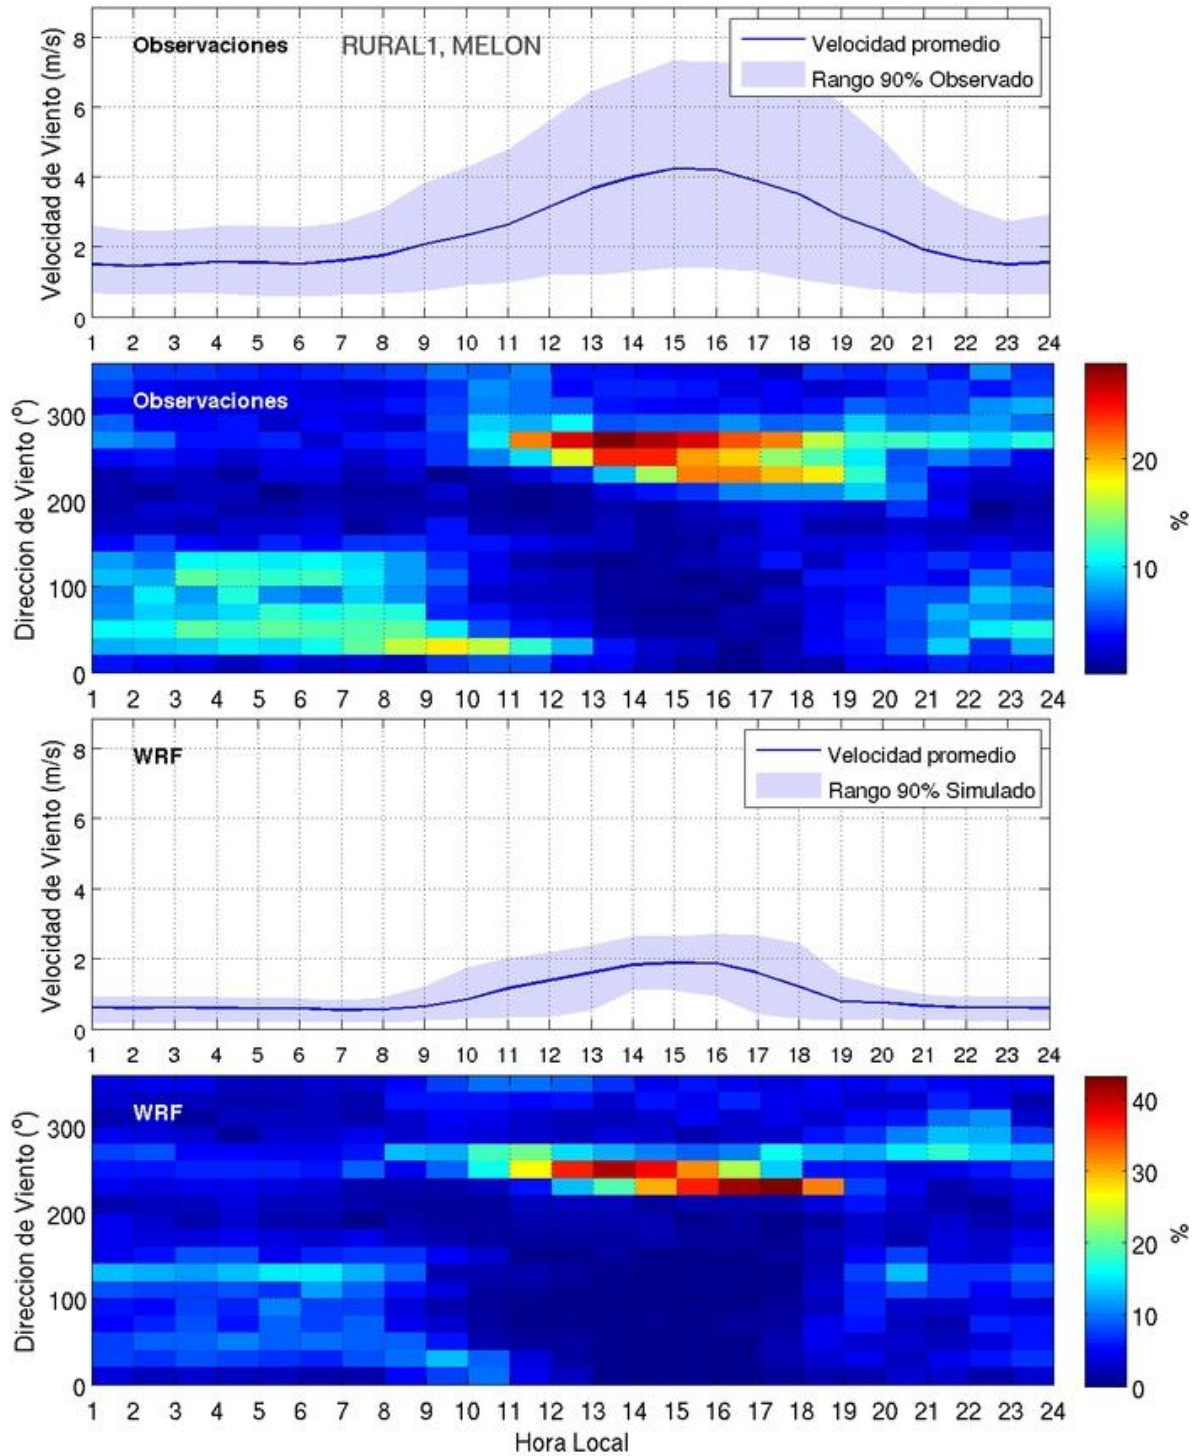 Observaciones RURAL1, MELON
Velocidad promedio
Rango 90% Observado
Velocidad de Viento (m/s)
8
6
4
2
0
1 2 3 4 5 6 7 8 9 10 11 12 13 14 15 16 17 18 19 20 21 22 23 24
Observaciones
Direccion de Viento (º)
300
200
100
0
1 2 3 4 5 6 7 8 9 10 11 12 13 14 15 16 17 18 19 20 21 22 23 24
20
10
%
WRF
Velocidad promedio
Rango 90% Simulado
Velocidad de Viento (m/s)
8
6
4
2
0
1 2 3 4 5 6 7 8 9 10 11 12 13 14 15 16 17 18 19 20 21 22 23 24
WRF
Direccion de Viento (º)
300
200
100
0
1 2 3 4 5 6 7 8 9 10 11 12 13 14 15 16 17 18 19 20 21 22 23 24
Hora Local
40
30
20
10
0
%